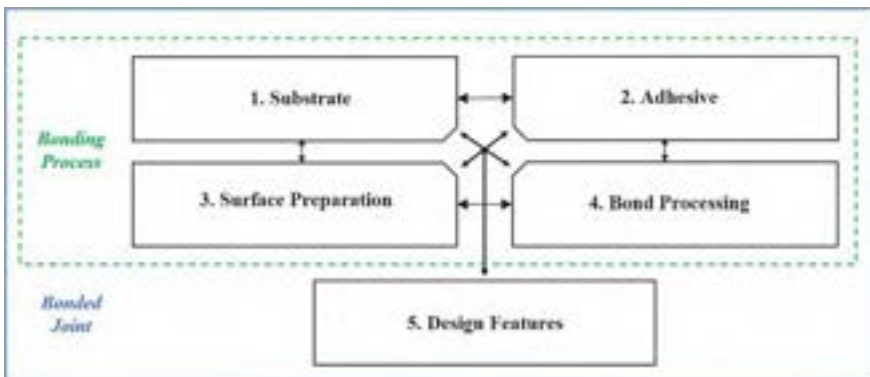 1. Substrate
2. Adhesive
Bonding
Process
3. Surface Preparation
4. Bond Processing
Bonded
Joint
5. Design Features